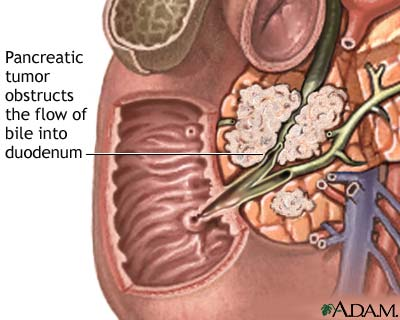 Pancreatic
tumor
obstructs
the flow of
bile into
duodenum
A.D.A.M.